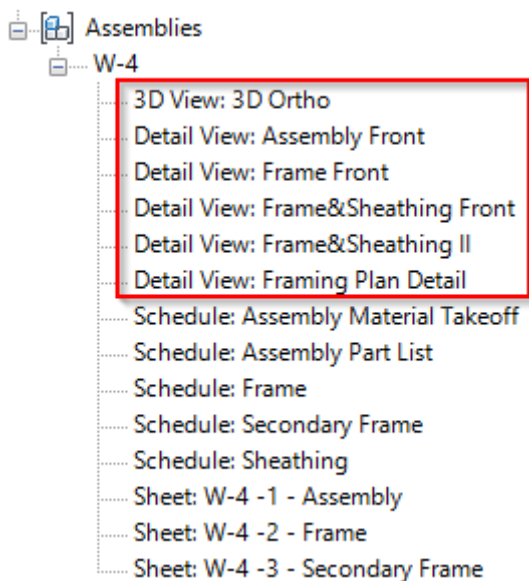 Assemblies
W-4
3D View: 3D Ortho
Detail View: Assembly Front
Detail View: Frame Front
Detail View: Frame&Sheathing Front
Detail View: Frame&Sheathing II
Detail View: Framing Plan Detail
Schedule: Assembly Material Takeoff
Schedule: Assembly Part List
Schedule: Frame
Schedule: Secondary Frame
Schedule: Sheathing
Sheet: W-4 -1 - Assembly
Sheet: W-4 -2 - Frame
Sheet: W-4 -3 - Secondary Frame